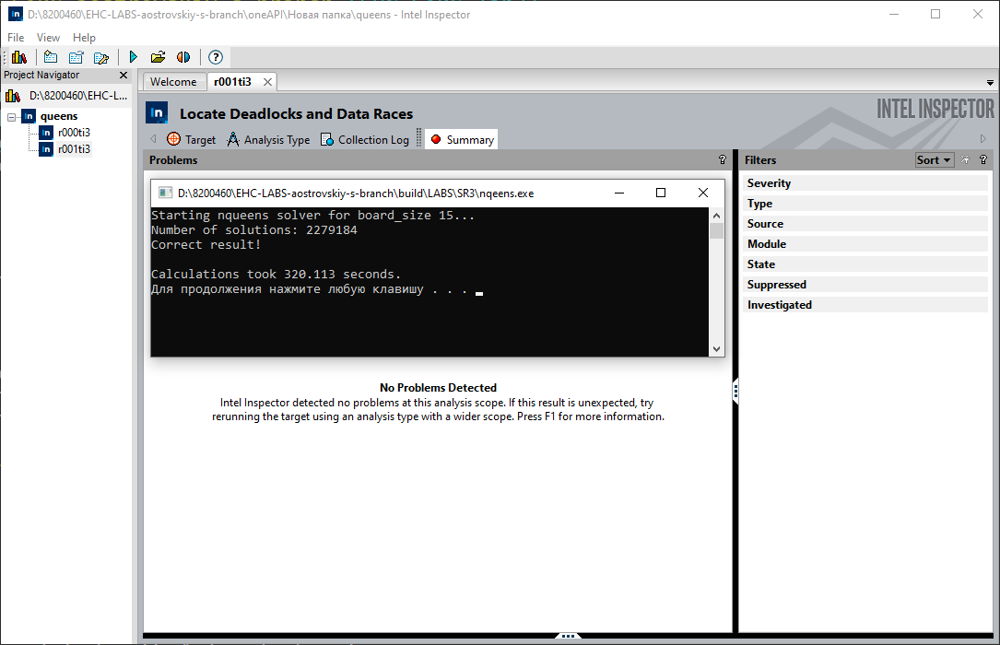 D:\8200460\EHC-LABS-aostrovskiy-s-branch\oneAPI\Новая папка\queens - Intel Inspector
File View Help
Project Navigator
D:\8200460\EHC-L...
queens
r000ti3
r001ti3
Welcome r001ti3
Locate Deadlocks and Data Races
INTEL INSPECTOR
Target Analysis Type Collection Log Summary
Problems ?
D:\8200460\EHC-LABS-aostrovskiy-s-branch\build\LABS\SR3\nqeens.exe
Starting nqueens solver for board_size 15...
Number of solutions: 2279184
Correct result!
Calculations took 320.113 seconds.
Для продолжения нажмите любую клавишу . . .
No Problems Detected
Intel Inspector detected no problems at this analysis scope. If this result is unexpected, try
rerunning the target using an analysis type with a wider scope. Press F1 for more information.
Filters Sort ?
Severity
Type
Source
Module
State
Suppressed
Investigated